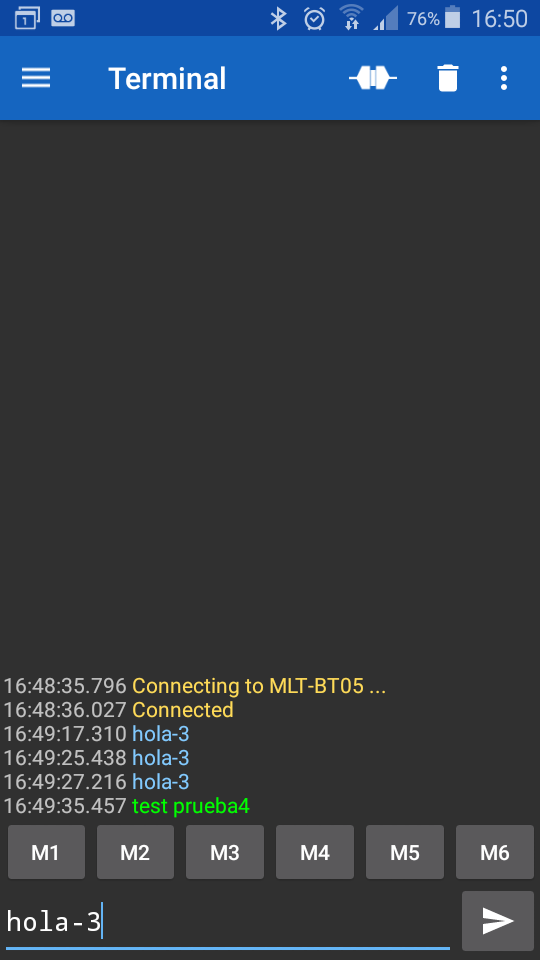 1
76% 16:50
Terminal
16:48:35.796 Connecting to MLT-BT05 ...
16:48:36.027 Connected
16:49:17.310 hola-3
16:49:25.438 hola-3
16:49:27.216 hola-3
16:49:35.457 test prueba4
M1 M2 M3 M4 M5 M6
hola-3